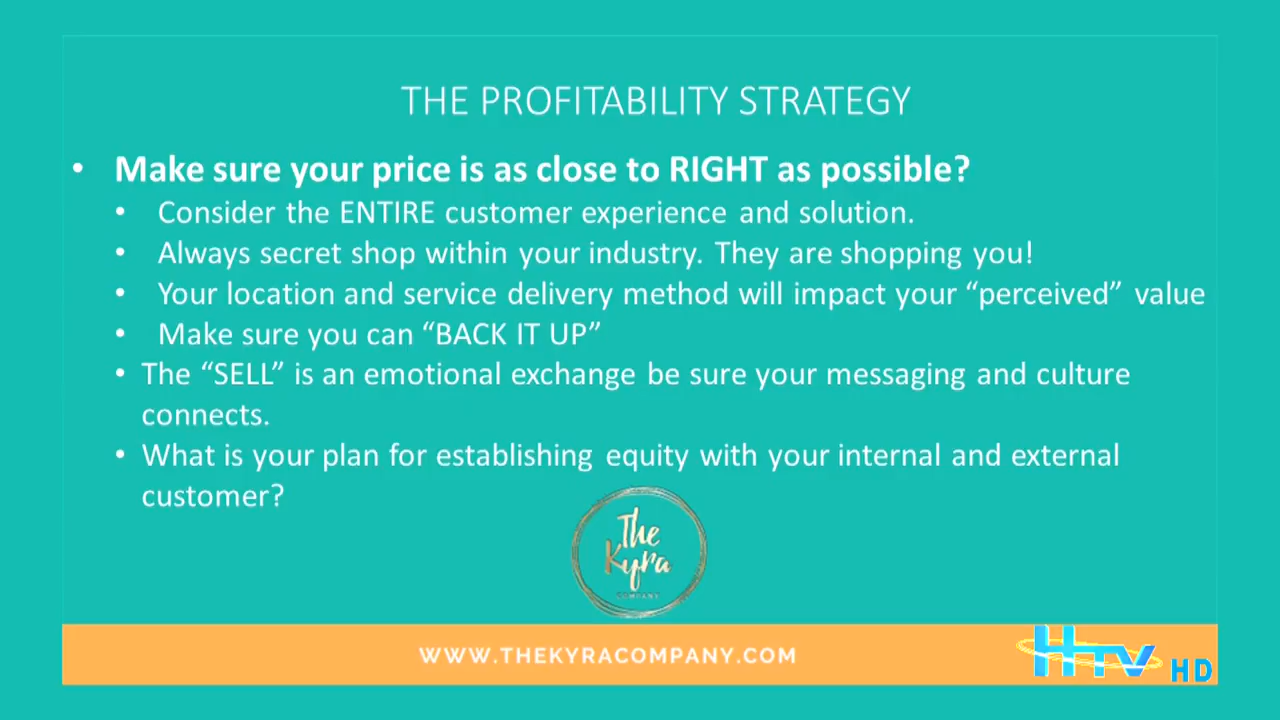 THE PROFITABILITY STRATEGY
• Make sure your price is as close to RIGHT as possible?
• Consider the ENTIRE customer experience and solution.
• Always secret shop within your industry. They are shopping you!
• Your location and service delivery method will impact your “perceived” value
• Make sure you can “BACK IT UP”
• The “SELL” is an emotional exchange be sure your messaging and culture
connects.
• What is your plan for establishing equity with your internal and external
customer?
The
Kyra
COMPANY
WWW.THEKYRACOMPANY.COM
HTV HD